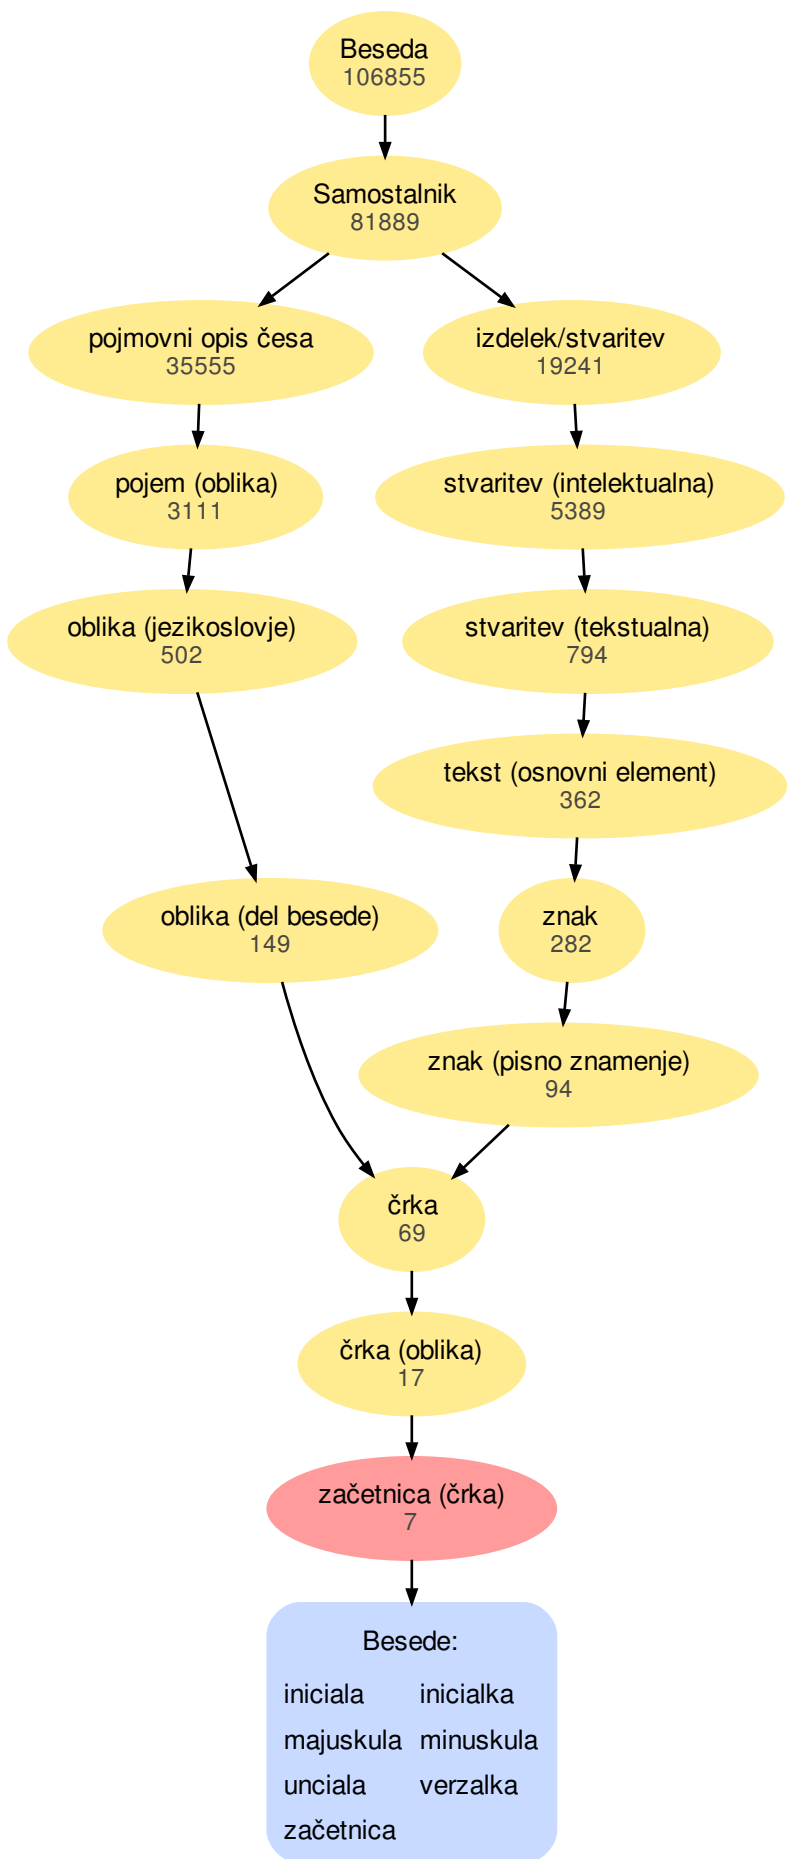 Beseda
106855
Samostalnik
81889
pojmovni opis česa
35555
izdelek/stvaritev
19241
pojem (oblika)
3111
stvaritev (intelektualna)
5389
oblika (jezikoslovje)
502
stvaritev (tekstualna)
794
tekst (osnovni element)
362
oblika (del besede)
149
znak
282
znak (pisno znamenje)
94
črka
69
črka (oblika)
17
začetnica (črka)
7
Besede:
iniciala inicialka
majuskula minuskula
unciala verzalka
začetnica